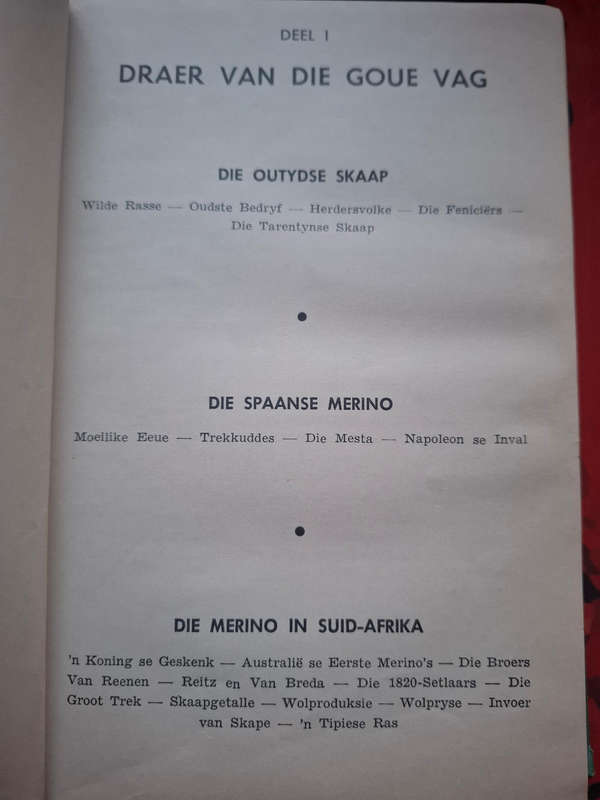 DEEL I
DRAER VAN DIE GOUE VAG
DIE OUTYDSE SKAAP
Wilde Rasse — Oudste Bedryf — Herdersvolke — Die Feniciërs —
Die Tarentynse Skaap
DIE SPAANSE MERINO
Moeilike Eeue — Trekkuddes — Die Mesta — Napoleon se Inval
DIE MERINO IN SUID-AFRIKA
'n Koning se Geskenk — Australië se Eerste Merino's — Die Broers
Van Reenen — Reitz en Van Breda — Die 1820-Setlaars — Die
Groot Trek — Skaapgetalle — Wolproduksie — Wolpryse — Invoer
van Skape — 'n Tipiese Ras